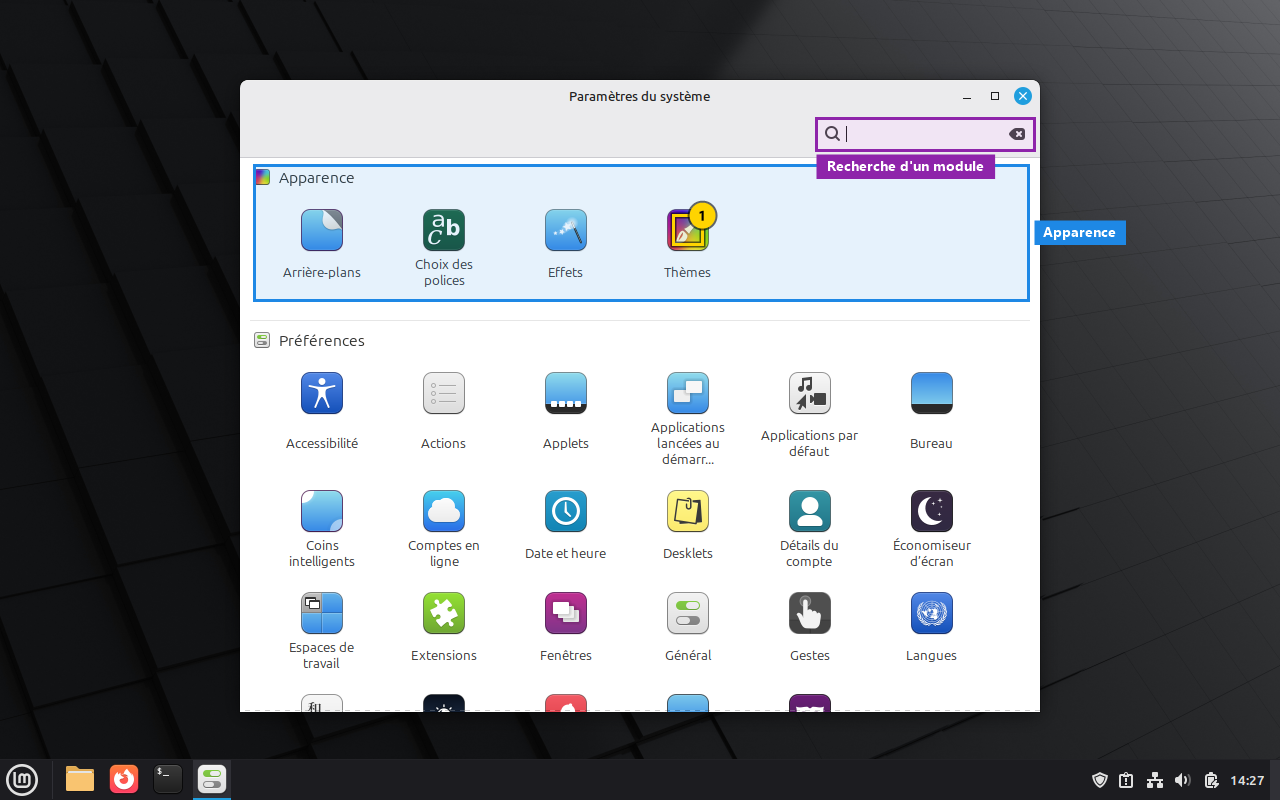 Paramètres du système
Recherche d'un module
Apparence
Apparence
1
Arrière-plans
Choix des
polices
Effets
Thèmes
Préférences
Accessibilité
Actions
Applets
Applications
lancées au
démarr...
Applications par
défaut
Bureau
Coins
intelligents
Comptes en
ligne
Date et heure
Desklets
Détails du
compte
Économiseur
d'écran
Espaces de
travail
Extensions
Fenêtres
Général
Gestes
Langues
14:27